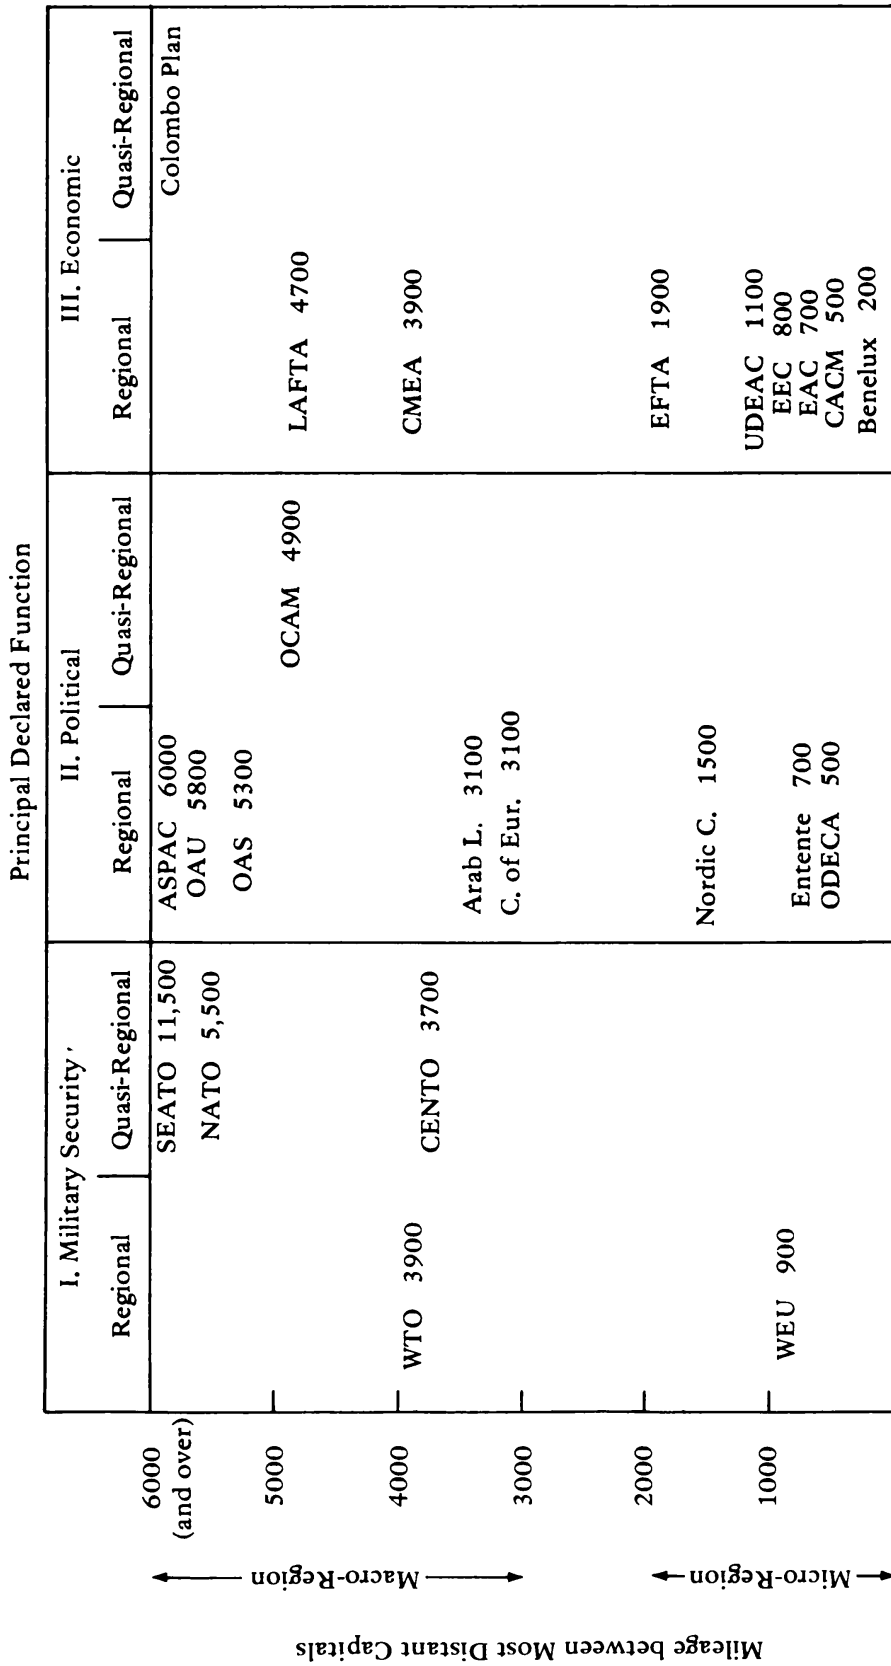 Principal Declared Function
I. Military Security
II. Political
III. Economic
Regional
Quasi-Regional
Regional
Quasi-Regional
Regional
Quasi-Regional
6000
(and over)
5000
4000
3000
2000
1000
Macro-Region
Micro-Region
Mileage between Most Distant Capitals
WTO 3900
WEU 900
SEATO 11,500
NATO 5,500
CENTO 3700
ASPAC 6000
OAU 5800
OAS 5300
Arab L. 3100
C. of Eur. 3100
Nordic C. 1500
Entente 700
ODECA 500
OCAM 4900
LAFTA 4700
CMEA 3900
EFTA 1900
UDEAC 1100
EEC 800
EAC 700
CACM 500
Benelux 200
Colombo Plan